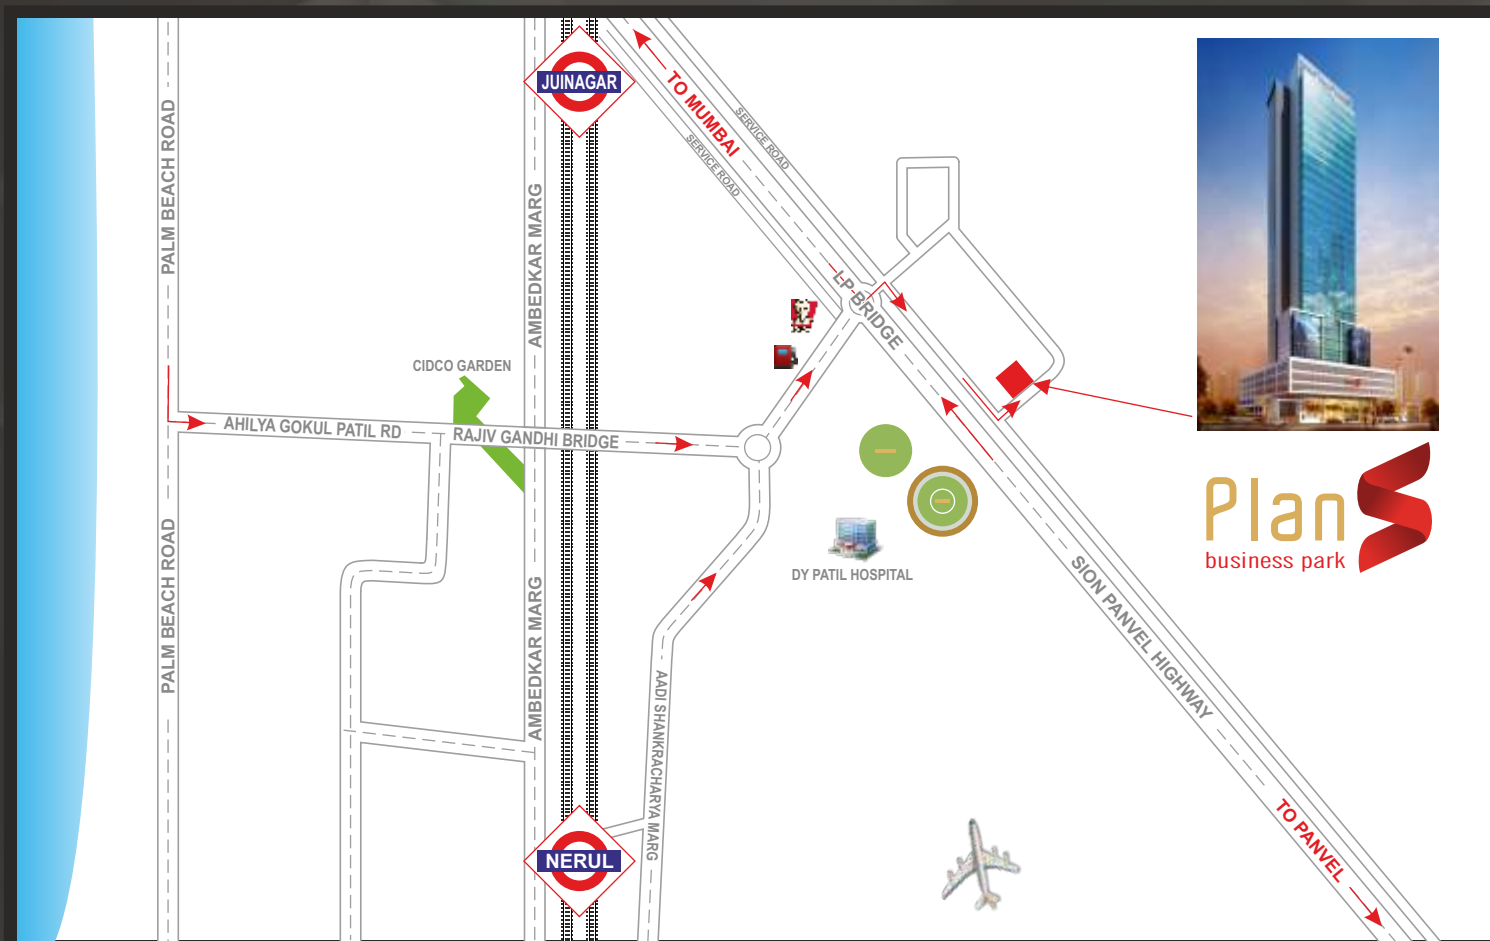 JUINAGAR
TO MUMBAI
SERVICE ROAD
SERVICE ROAD
PALM BEACH ROAD
AMBEDKAR MARG
LP BRIDGE
CIDCO GARDEN
AHILYA GOKUL PATIL RD
RAJIV GANDHI BRIDGE
Plan
business park
DY PATIL HOSPITAL
PALM BEACH ROAD
AMBEDKAR MARG
SION PANVEL HIGHWAY
AADI SHANKRACHARYA MARG
TO PANVEL
NERUL